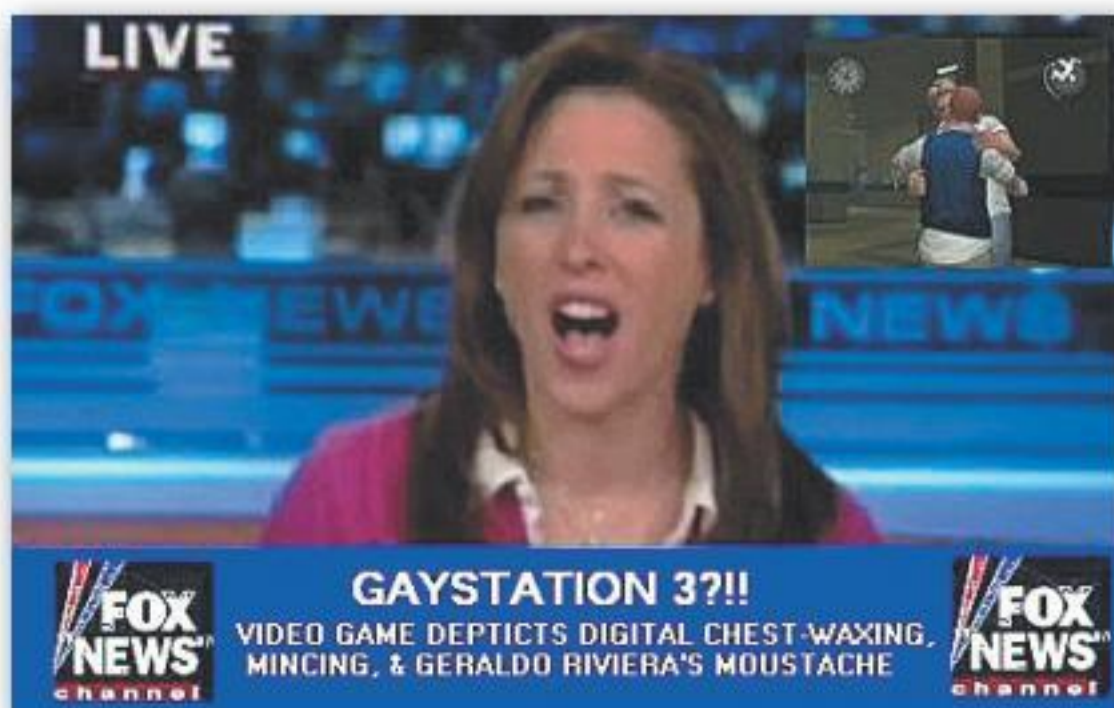 LIVE
FOX NEWS
NEWS
GAYSTATION 3?!!
VIDEO GAME DEPTICTS DIGITAL CHEST-WAXING,
MINCING, & GERALDO RIVIERA'S MOUSTACHE
FOX
NEWS
channel
FOX
NEWS
channel